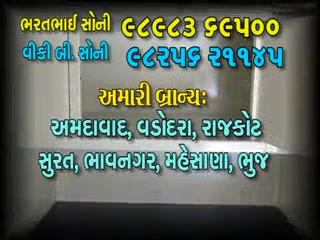 ભરતભાઈ સોની ૯૮૯૮૩ ૬૯૫૦૦
વીકી બી. સોની ૯૮૨૫૬ ૨૧૧૪૫
અમારી બ્રાન્ચઃ
અમદાવાદ, વડોદરા, રાજકોટ
સુરત, ભાવનગર, મહેસાણા, ભુજ